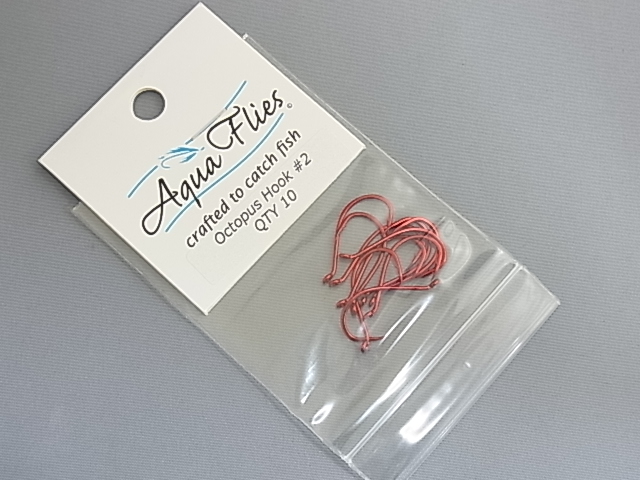 Aqua Flies©
crafted to catch fish
Octopus Hook #2
QTY 10